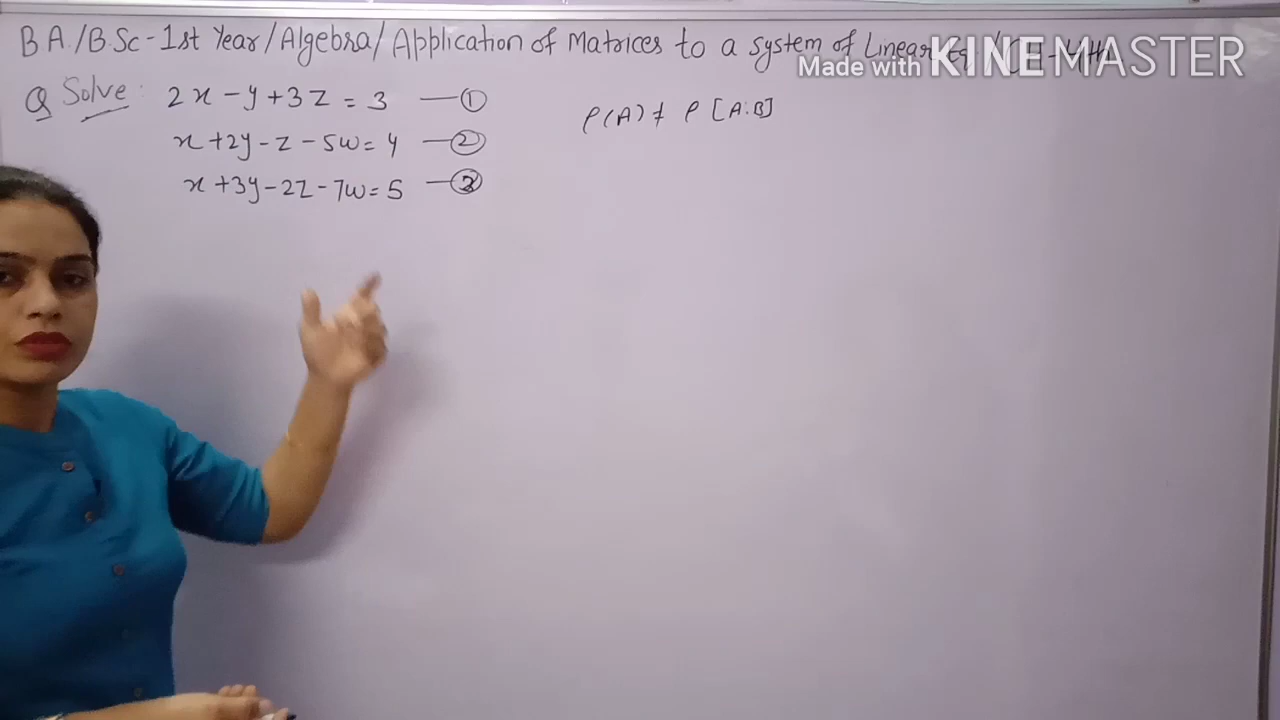 BA./B.Sc-1st Year/Algebra/Application of Matrices to a System of Linear
Made with KINEMASTER
Q Solve: 2x - y + 3z = 3 —①
ρ(A) ≠ ρ[A:B]
x + 2y - z - 5w = 4 —②
x + 3y - 2z - 7w = 5 —③